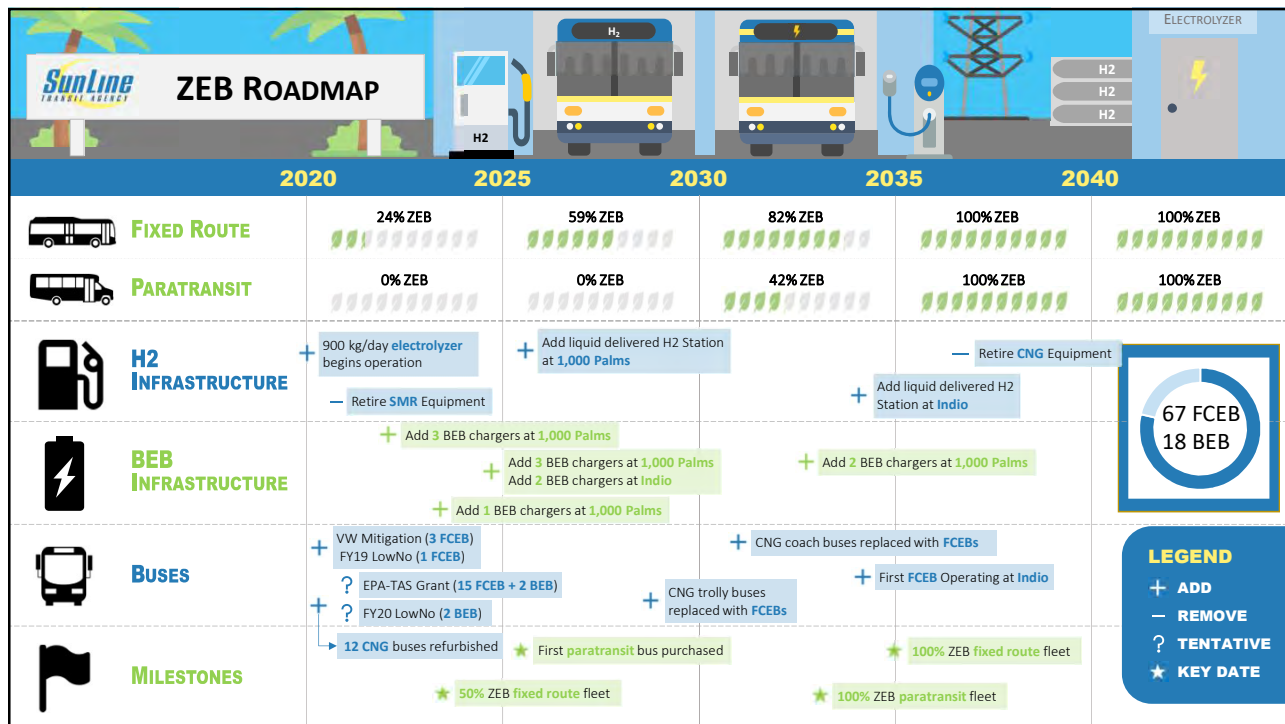 SunLine
TRANSIT AGENCY
ZEB ROADMAP
H2
H2
ELECTROLYZER
H2
H2
H2
2020
2025
2030
2035
2040
FIXED ROUTE
24% ZEB
59% ZEB
82% ZEB
100% ZEB
100% ZEB
PARATRANSIT
0% ZEB
0% ZEB
42% ZEB
100% ZEB
100% ZEB
H2
INFRASTRUCTURE
900 kg/day electrolyzer
begins operation
Retire SMR Equipment
Add liquid delivered H2 Station
at 1,000 Palms
Retire CNG Equipment
Add liquid delivered H2
Station at Indio
67 FCEB
18 BEB
BEB
INFRASTRUCTURE
Add 3 BEB chargers at 1,000 Palms
Add 3 BEB chargers at 1,000 Palms
Add 2 BEB chargers at Indio
Add 1 BEB chargers at 1,000 Palms
Add 2 BEB chargers at 1,000 Palms
BUSES
VW Mitigation (3 FCEB)
FY19 LowNo (1 FCEB)
? EPA-TAS Grant (15 FCEB + 2 BEB)
? FY20 LowNo (2 BEB)
12 CNG buses refurbished
CNG trolly buses
replaced with FCEBs
CNG coach buses replaced with FCEBs
First FCEB Operating at Indio
MILESTONES
First paratransit bus purchased
50% ZEB fixed route fleet
100% ZEB fixed route fleet
100% ZEB paratransit fleet
LEGEND
+ ADD
— REMOVE
? TENTATIVE
★ KEY DATE